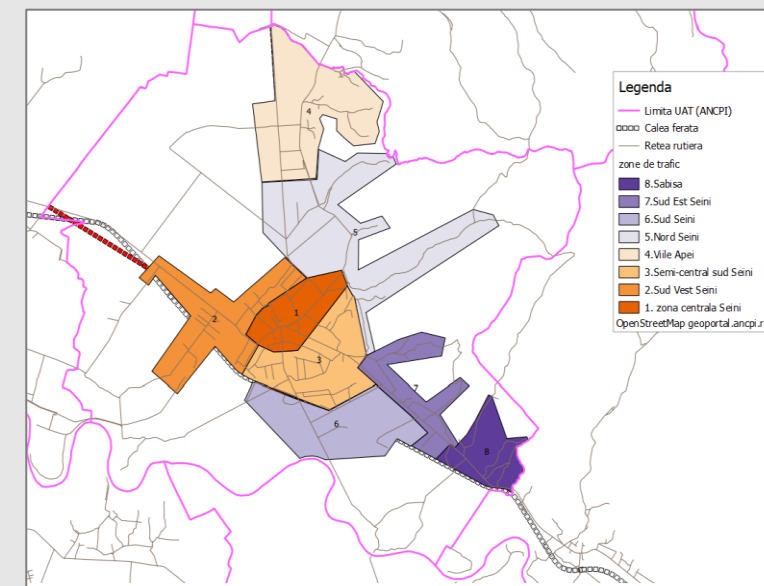 4
5
1
2
3
7
6
8
Legenda
Limita UAT (ANCPI)
Calea ferata
Retea rutiera
zone de trafic
8.Sabisa
7.Sud Est Seini
6.Sud Seini
5.Nord Seini
4.Vile Apei
3.Semi-central sud Seini
2.Sud Vest Seini
1. zona centrala Seini
OpenStreetMap geoportal.ancpi.r